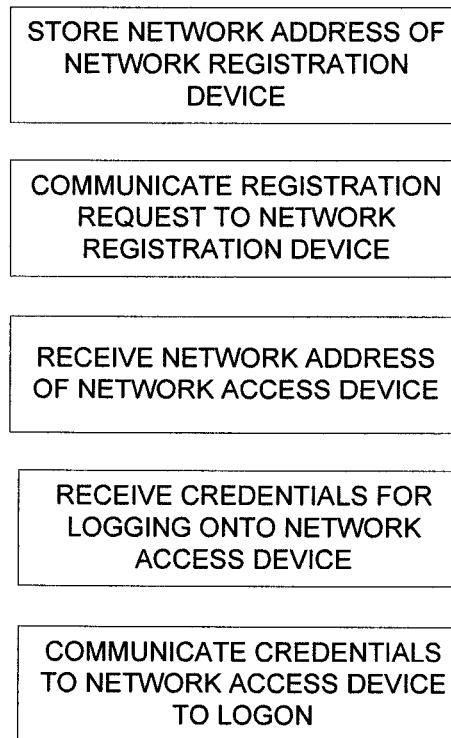 STORE NETWORK ADDRESS OF
NETWORK REGISTRATION
DEVICE
COMMUNICATE REGISTRATION
REQUEST TO NETWORK
REGISTRATION DEVICE
RECEIVE NETWORK ADDRESS
OF NETWORK ACCESS DEVICE
RECEIVE CREDENTIALS FOR
LOGGING ONTO NETWORK
ACCESS DEVICE
COMMUNICATE CREDENTIALS
TO NETWORK ACCESS DEVICE
TO LOGON